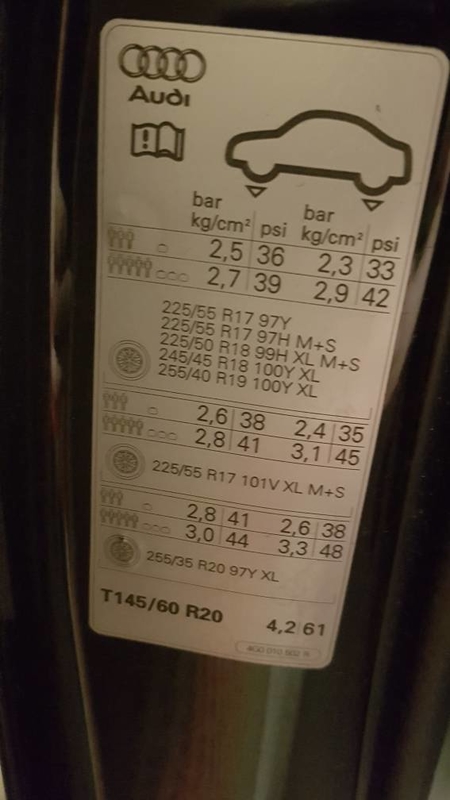 Audi
bar bar
kg/cm² psi kg/cm² psi
2,5 36 2,3 33
2,7 39 2,9 42
225/55 R17 97Y
225/55 R17 97H M+S
225/50 R18 99H XL M+S
245/45 R18 100Y XL
255/40 R19 100Y XL
2,6 38 2,4 35
2,8 41 3,1 45
225/55 R17 101V XL M+S
2,8 41 2,6 38
3,0 44 3,3 48
255/35 R20 97Y XL
T145/60 R20 4,2 61